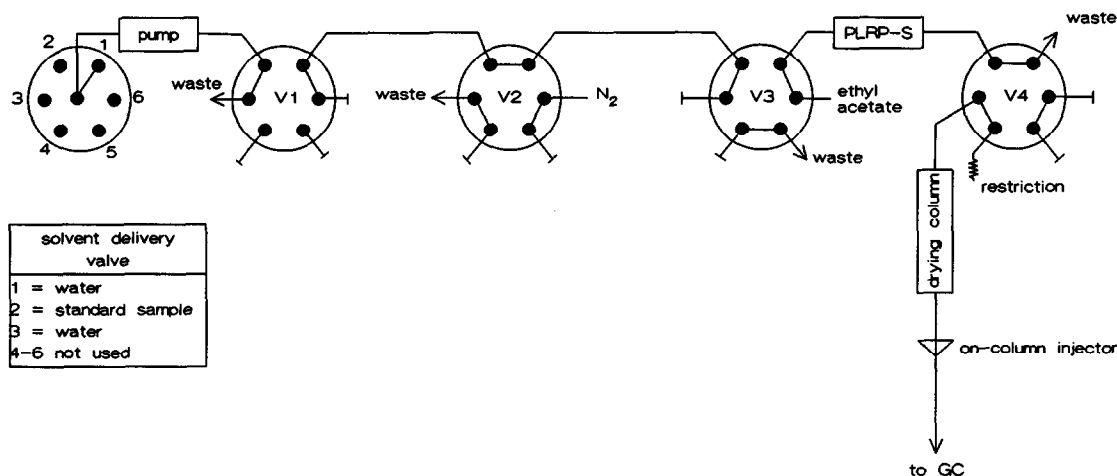 waste
2
1
pump
PLRP-S
3
6
waste
V1
waste
V2
N2
V3
ethyl
acetate
V4
4
5
waste
restriction
drying column
solvent delivery
valve
1 = water
2 = standard sample
3 = water
4-6 not used
on-column injector
to GC